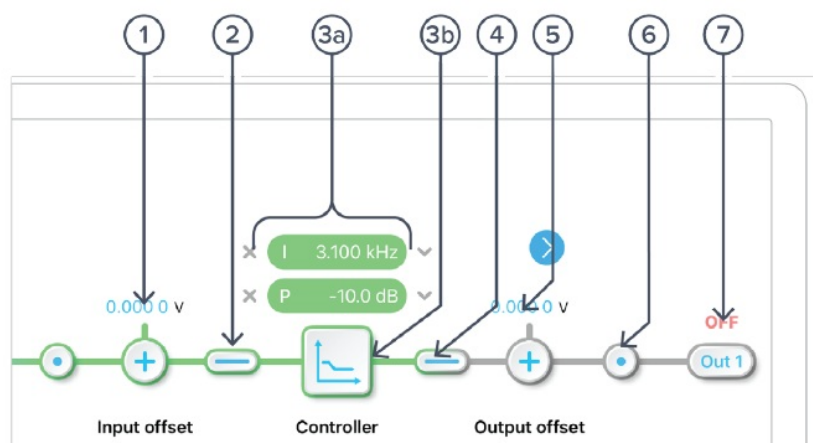 1 2 3a 3b 4 5 6 7
I 3.100 kHz
P -10.0 dB
0.000 0 V 0.000 0 V
OFF
Out 1
Input offset Controller Output offset